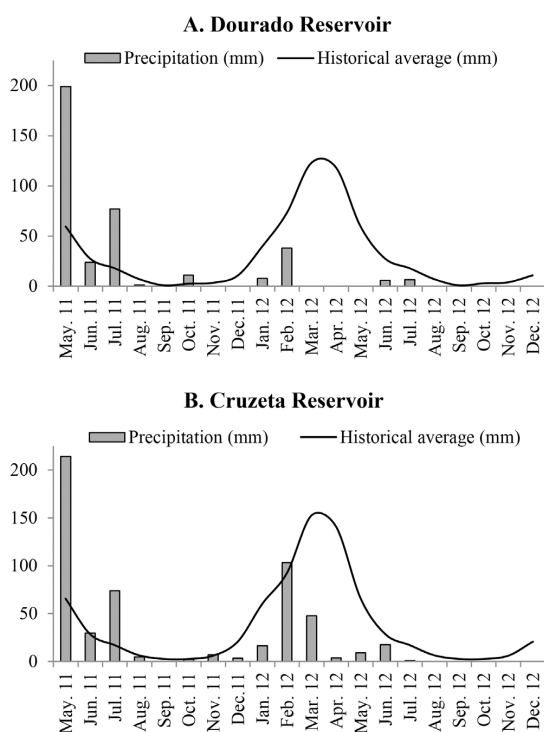 A. Dourado Reservoir
Precipitation (mm) Historical average (mm)
200
150
100
50
0
May. 11 Jun. 11 Jul. 11 Aug. 11 Sep. 11 Oct. 11 Nov. 11 Dec.11 Jan. 12 Feb. 12 Mar. 12 Apr. 12 May. 12 Jun. 12 Jul. 12 Aug. 12 Sep. 12 Oct. 12 Nov. 12 Dec. 12
B. Cruzeta Reservoir
Precipitation (mm) Historical average (mm)
200
150
100
50
0
May. 11 Jun. 11 Jul. 11 Aug. 11 Sep. 11 Oct. 11 Nov. 11 Dec. 11 Jan. 12 Feb. 12 Mar. 12 Apr. 12 May. 12 Jun. 12 Jul. 12 Aug. 12 Sep. 12 Oct. 12 Nov. 12 Dec. 12